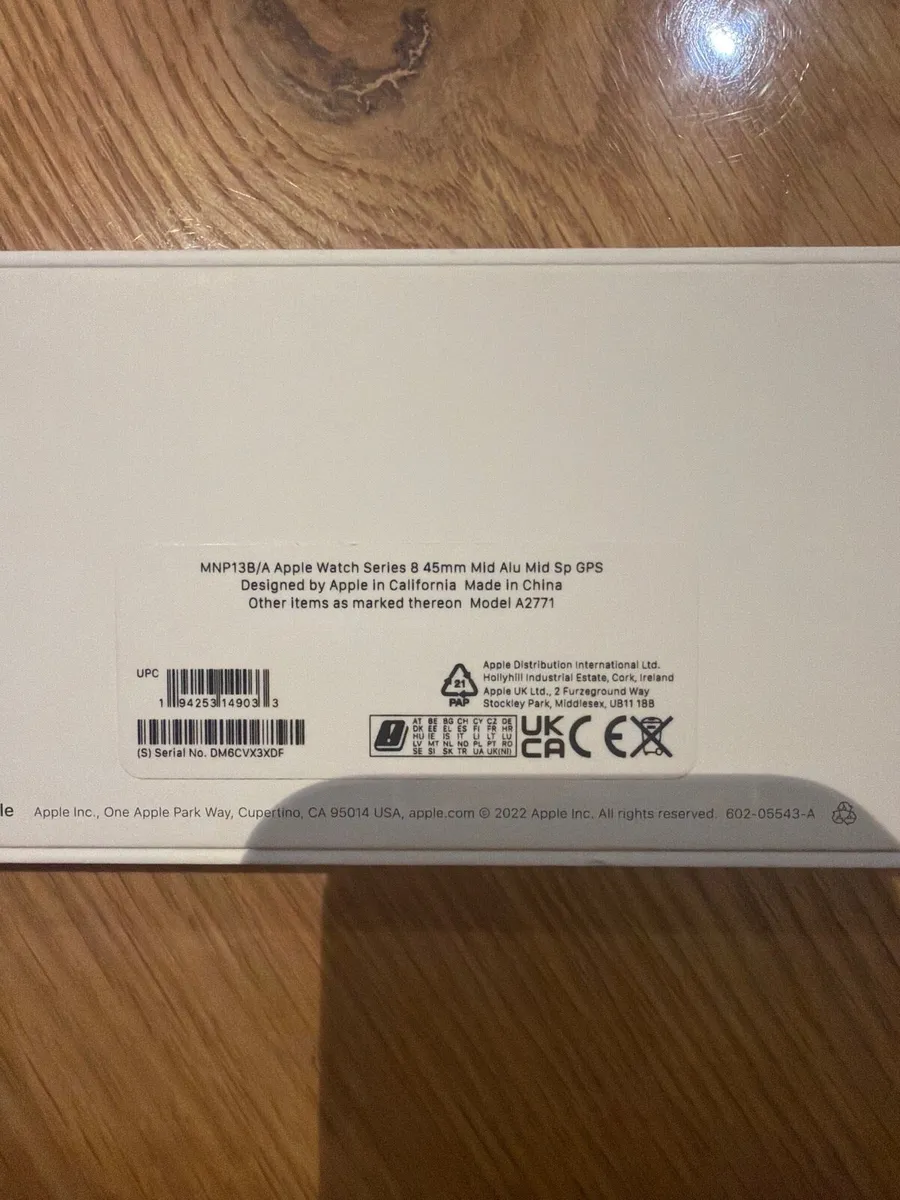 MNP13B/A Apple Watch Series 8 45mm Mid Alu Mid Sp GPS
Designed by Apple in California Made in China
Other items as marked thereon Model A2771
UPC
1 94253 14903 3
(S) Serial No. DM6CVX3XDF
21
PAP
Apple Distribution International Ltd.
Hollyhill Industrial Estate, Cork, Ireland
Apple UK Ltd., 2 Furzeground Way
Stockley Park, Middlesex, UB11 1BB
! AT BE BG CH CY CZ DE
DK EE EL ES FI FR HR
HU IE IS IT LI LT LU
LV MT NL NO PL PT RO
SE SI SK TR UA UK(NI)
UK
CA
CE
le Apple Inc., One Apple Park Way, Cupertino, CA 95014 USA, apple.com © 2022 Apple Inc. All rights reserved. 602-05543-A